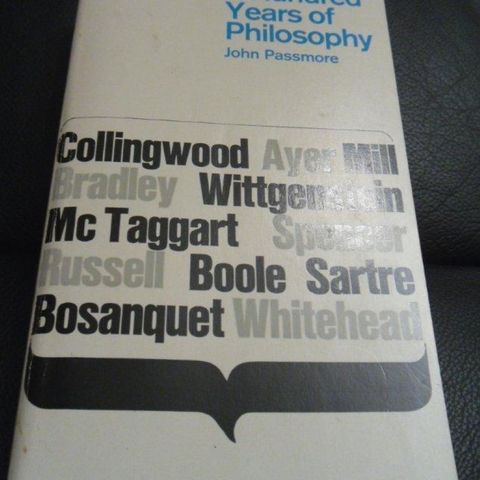 Years of
Philosophy
John Passmore
Collingwood Ayer Mill
Bradley Wittgenstein
Mc Taggart Spencer
Russell Boole Sartre
Bosanquet Whitehead